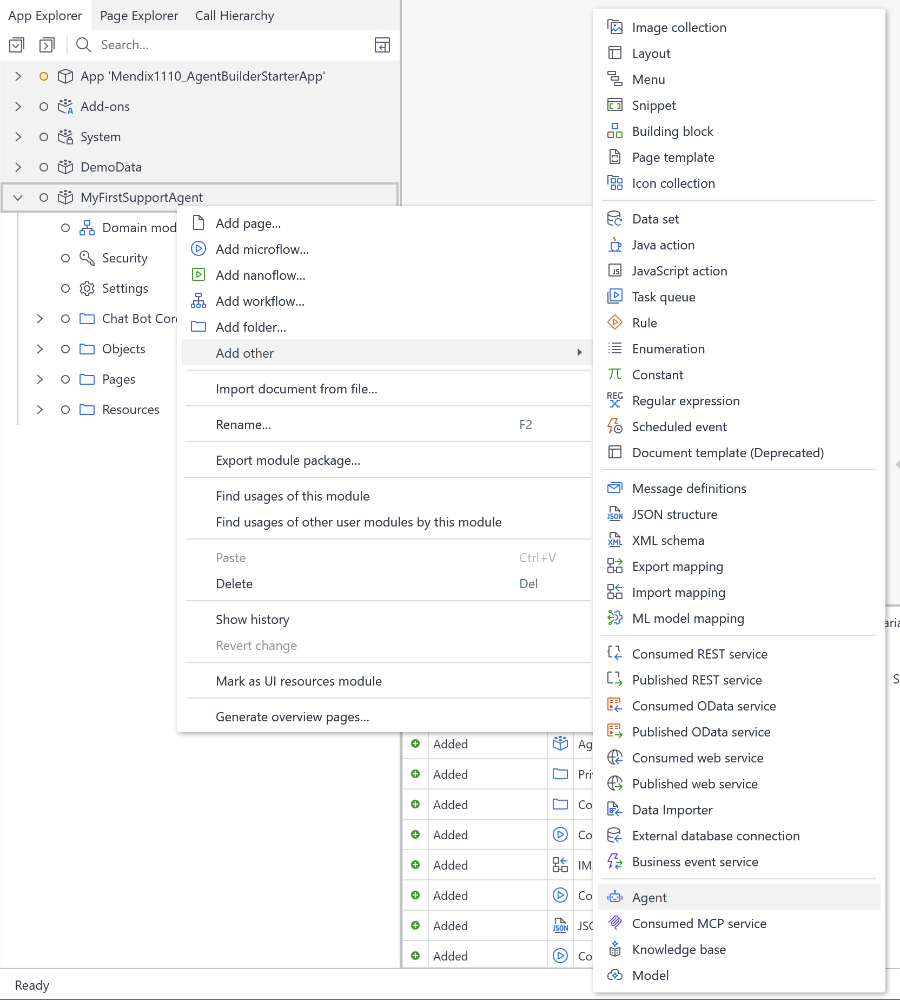 App Explorer
Page Explorer
Call Hierarchy
Search...
App 'Mendix1110_AgentBuilderStarterApp'
Add-ons
System
DemoData
MyFirstSupportAgent
Domain mod
Security
Settings
Chat Bot Cor
Objects
Pages
Resources
Add page...
Add microflow...
Add nanoflow...
Add workflow...
Add folder...
Add other
Import document from file...
Rename... F2
Export module package...
Find usages of this module
Find usages of other user modules by this module
Paste Ctrl+V
Delete Del
Show history
Revert change
Mark as UI resources module
Generate overview pages...
Image collection
Layout
Menu
Snippet
Building block
Page template
Icon collection
Data set
Java action
JavaScript action
Task queue
Rule
Enumeration
Constant
Regular expression
Scheduled event
Document template (Deprecated)
Message definitions
JSON structure
XML schema
Export mapping
Import mapping
ML model mapping
Consumed REST service
Published REST service
Consumed OData service
Published OData service
Consumed web service
Published web service
Data Importer
External database connection
Business event service
Agent
Consumed MCP service
Knowledge base
Model
Added Ag
Added Pri
Added Co
Added Co
Added IM_
Added Co
Added JSO
Added Co
Ready